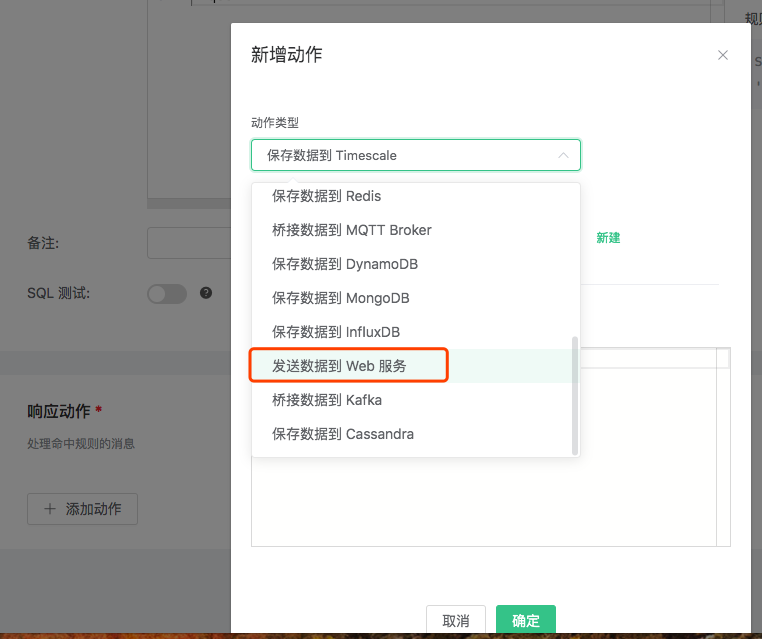 规则
新增动作
动作类型
保存数据到 Timescale
保存数据到 Redis
桥接数据到 MQTT Broker
新建
备注:
保存数据到 DynamoDB
SQL 测试:
保存数据到 MongoDB
保存数据到 InfluxDB
发送数据到 Web 服务
桥接数据到 Kafka
保存数据到 Cassandra
响应动作 *
处理命中规则的消息
添加动作
取消
确定